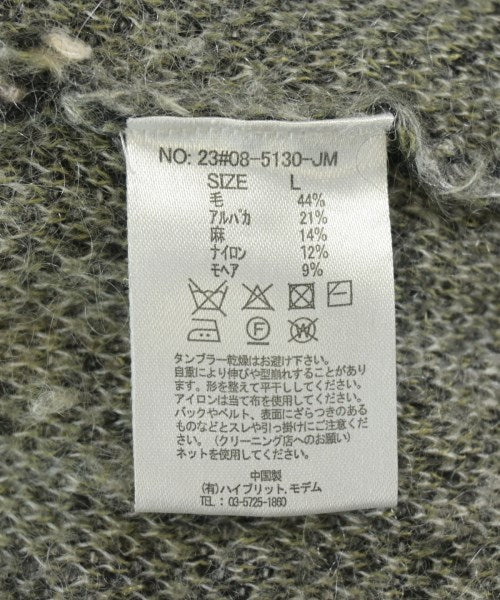 NO: 23#08-5130-JM
SIZE L
毛 44%
アルパカ 21%
麻 14%
ナイロン 12%
モヘア 9%
F W
タンブラー乾燥はお避け下さい。
自重により伸びや型崩れすることがあり
ます。形を整えて平干ししてください。
アイロンは当て布を使用してください。
バックやベルト、表面にざらつきのある
ものなどとスレや引っ掛けにご注意くだ
さい。(クリーニング店へのお願い)
ネットを使用してください。
中国製
(有)ハイブリット.モデム
TEL : 03-5725-1860